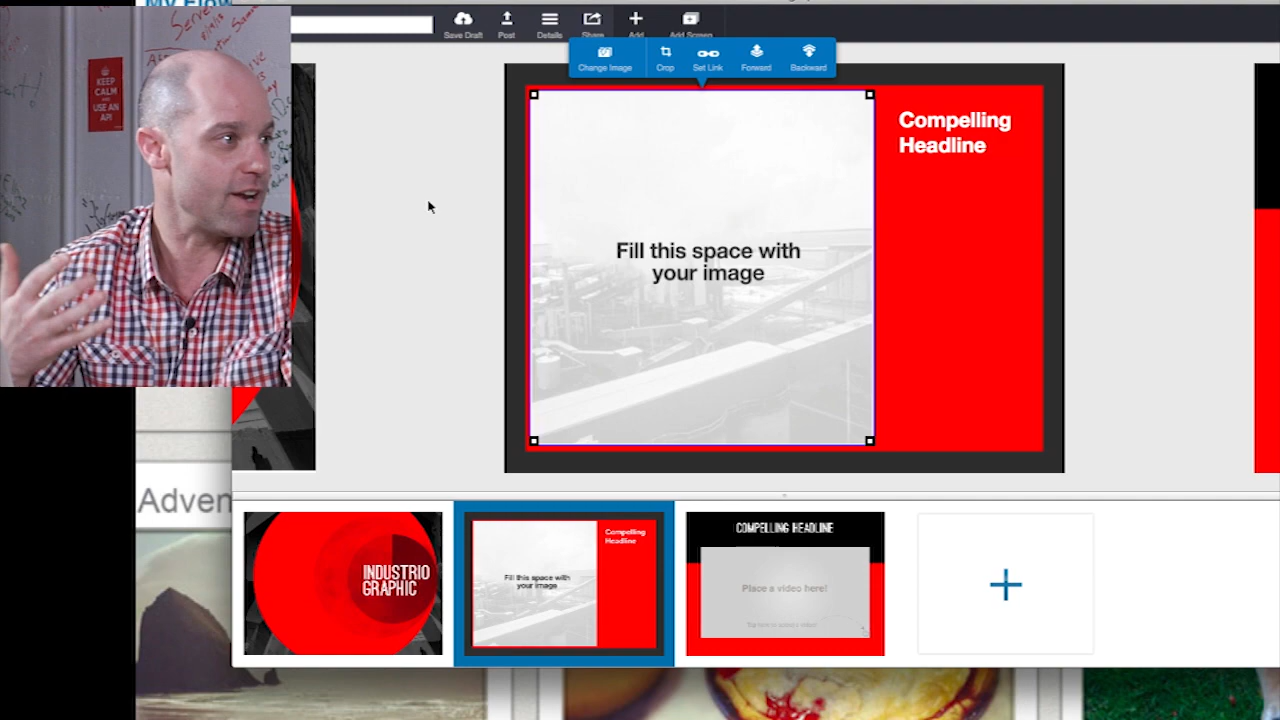 My Flow
Save Draft
Post
Details
Share
Add
Add Screen
Change Image
Crop
Set Link
Forward
Backward
KEEP
CALM
AND
USE AN
API
Compelling
Headline
Fill this space with
your image
Adven
INDUSTRIO
GRAPHIC
Compelling
Headline
Fill this space with
your image
COMPELLING HEADLINE
Place a video here!